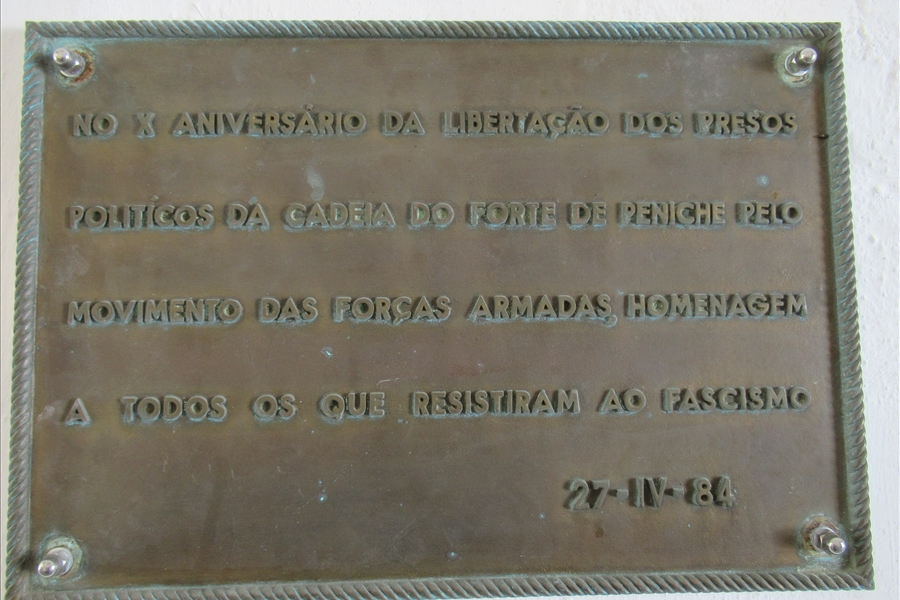 NO X ANIVERSÁRIO DA LIBERTAÇÃO DOS PRESOS
POLITICOS DA CADEIA DO FORTE DE PENICHE PELO
MOVIMENTO DAS FORÇAS ARMADAS, HOMENAGEM
A TODOS OS QUE RESISTIRAM AO FASCISMO
27-IV-84